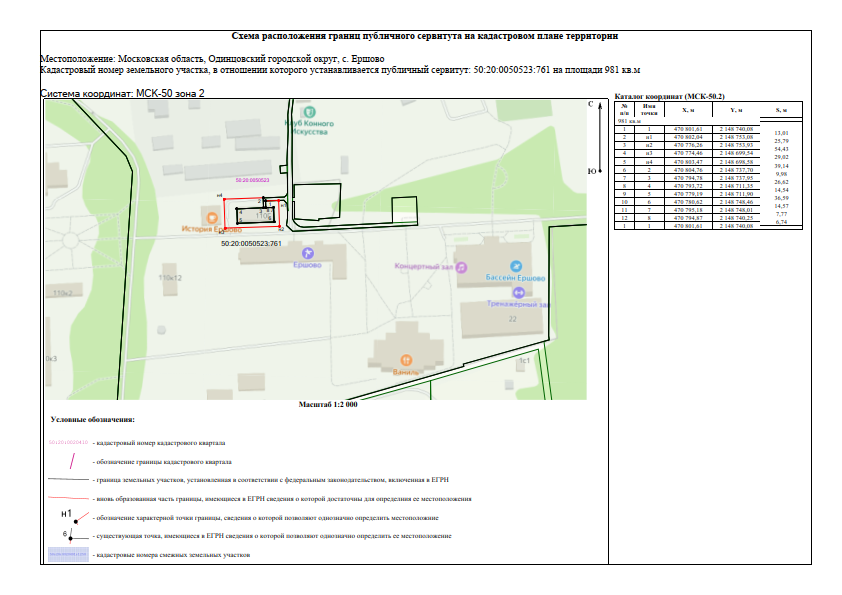 Схема расположения границ публичного сервитута на кадастровом плане территории
Местоположение: Московская область, Одинцовский городской округ, с. Ершово
Кадастровый номер земельного участка, в отношении которого устанавливается публичный сервитут: 50:20:0050523:761 на площади 981 кв.м
Система координат: МСК-50 зона 2
Клуб Конного
Искусства
50:20:0050523
История Ершово
50:20:0050523:761
Ершово
Концертный зал
Бассейн Ершово
Тренажёрный зал
110к12
110к2
22
Ваниль
1с1
С
Ю
Масштаб 1:2 000
Каталог координат (МСК-50.2)
№ п/п Имя точки X, м Y, м S, м
981 кв.м
1 1 470 801,61 2 148 740,08
13,01
2 н1 470 802,04 2 148 753,08
25,79
3 н2 470 776,26 2 148 753,93
54,43
4 н3 470 774,46 2 148 699,54
29,02
5 н4 470 803,47 2 148 698,58
39,14
6 2 470 804,76 2 148 737,70
9,98
7 3 470 794,78 2 148 737,95
26,62
8 4 470 793,72 2 148 711,35
14,54
9 5 470 779,19 2 148 711,90
36,59
10 6 470 780,62 2 148 748,46
14,57
11 7 470 795,18 2 148 748,01
7,77
12 8 470 794,87 2 148 740,25
6,74
1 1 470 801,61 2 148 740,08
Условные обозначения:
- кадастровый номер кадастрового квартала
- обозначение границы кадастрового квартала
- граница земельных участков, установленная в соответствии с федеральным законодательством, включенная в ЕГРН
- вновь образованная часть границы, имеющиеся в ЕГРН сведения о которой достаточны для определния ее местоположения
н1 - обозначение характерной точки границы, сведения о которой позволяют однозначно определить местоположние
6 - существующая точка, имеющиеся в ЕГРН сведения о которой позволяют однозначно определить ее местоположение
- кадастровые номера смежных земельных участков